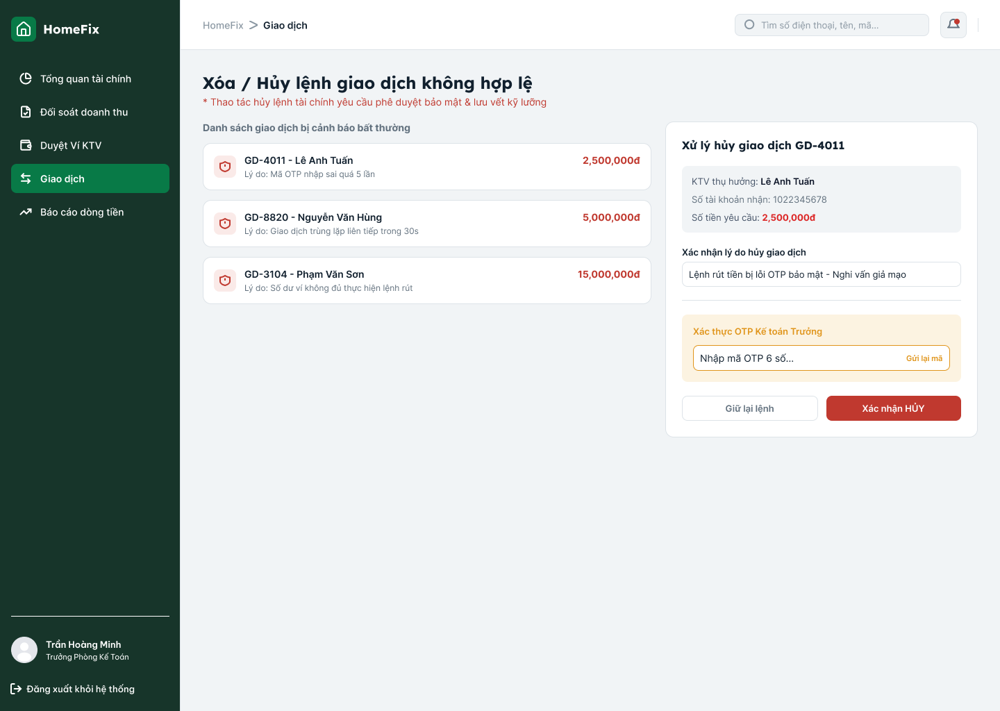 HomeFix
Tổng quan tài chính
Đối soát doanh thu
Duyệt Ví KTV
Giao dịch
Báo cáo dòng tiền
Trần Hoàng Minh
Trưởng Phòng Kế Toán
Đăng xuất khỏi hệ thống
HomeFix > Giao dịch
Tìm số điện thoại, tên, mã...
Xóa / Hủy lệnh giao dịch không hợp lệ
* Thao tác hủy lệnh tài chính yêu cầu phê duyệt bảo mật & lưu vết kỹ lưỡng
Danh sách giao dịch bị cảnh báo bất thường
GD-4011 - Lê Anh Tuấn 2,500,000đ
Lý do: Mã OTP nhập sai quá 5 lần
GD-8820 - Nguyễn Văn Hùng 5,000,000đ
Lý do: Giao dịch trùng lặp liên tiếp trong 30s
GD-3104 - Phạm Văn Sơn 15,000,000đ
Lý do: Số dư ví không đủ thực hiện lệnh rút
Xử lý hủy giao dịch GD-4011
KTV thụ hưởng: Lê Anh Tuấn
Số tài khoản nhận: 1022345678
Số tiền yêu cầu: 2,500,000đ
Xác nhận lý do hủy giao dịch
Lệnh rút tiền bị lỗi OTP bảo mật - Nghi vấn giả mạo
Xác thực OTP Kế toán Trưởng
Nhập mã OTP 6 số... Gửi lại mã
Giữ lại lệnh Xác nhận HỦY